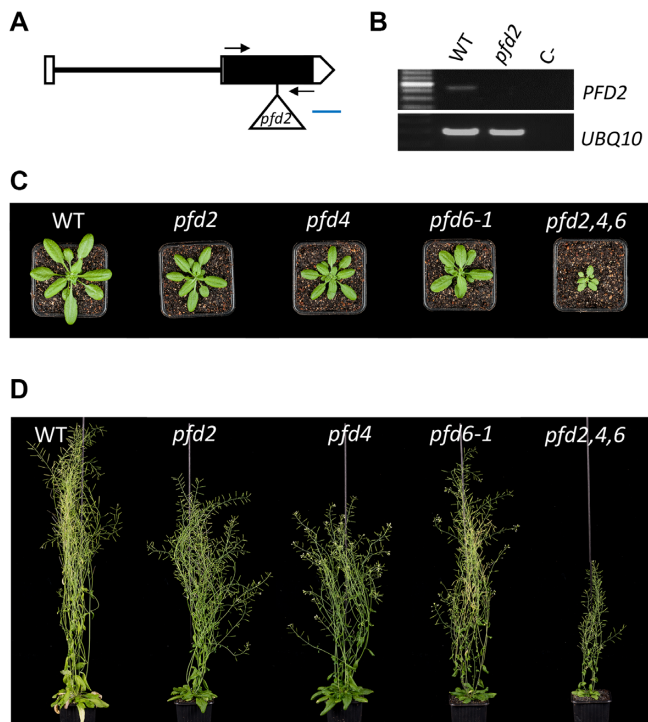 A
pfd2
B
WT pfd2 C-
PFD2
UBQ10
C
WT pfd2 pfd4 pfd6-1 pfd2,4,6
D
WT pfd2 pfd4 pfd6-1 pfd2,4,6